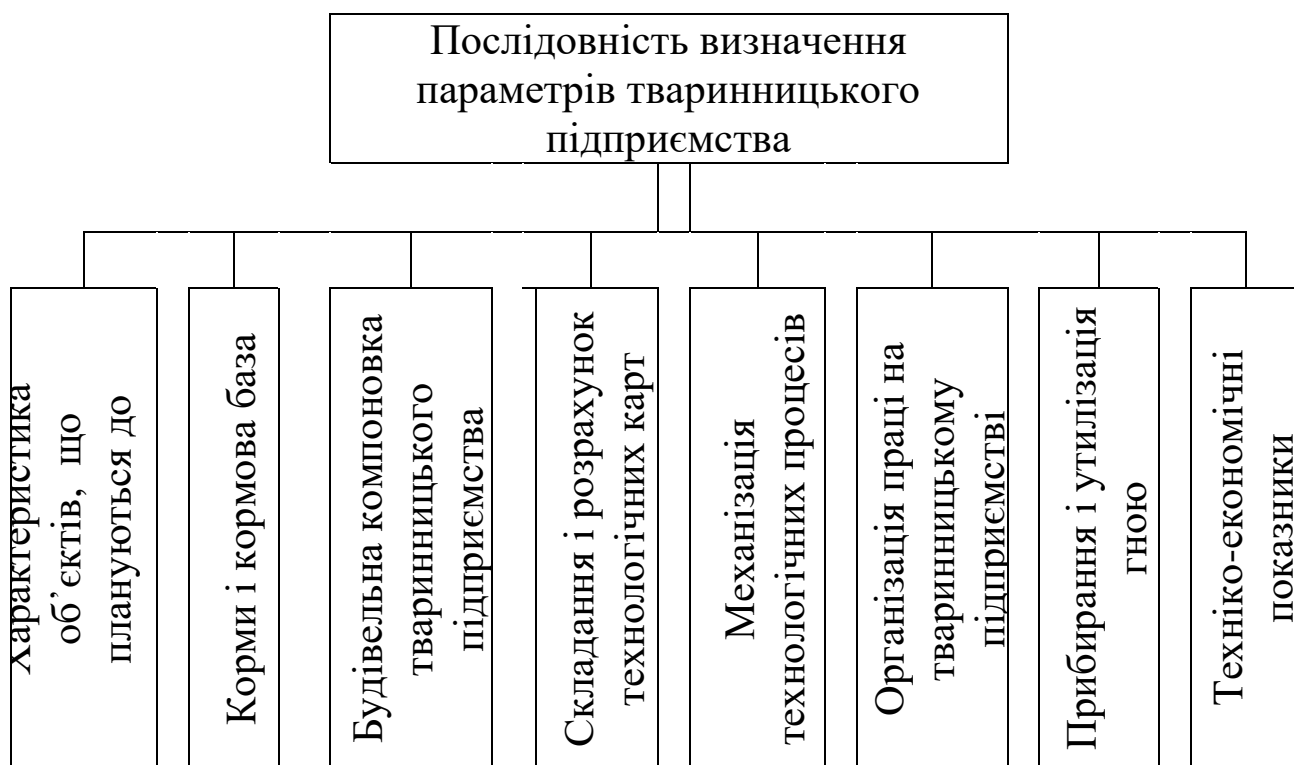 Послідовність визначення
параметрів тваринницького
підприємства
Характеристика
об’єктів, що
плануються до
Корми і кормова база
Будівельна компоновка
тваринницького
підприємства
Складання і розрахунок
технологічних карт
Механізація
технологічних процесів
Організація праці на
тваринницькому
підприємстві
Прибирання і утилізація
гною
Техніко-економічні
показники